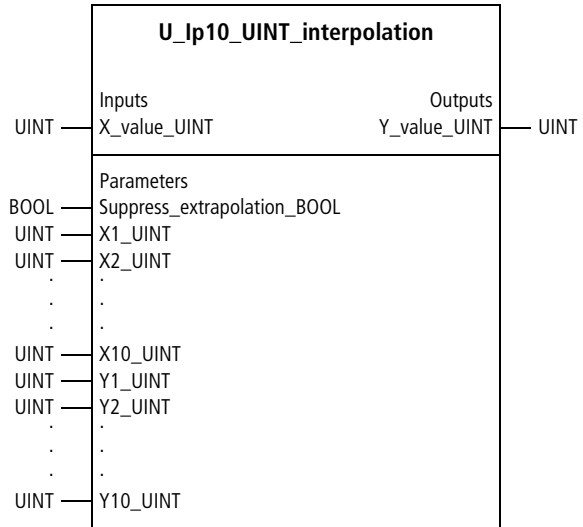 U_Ip10_UINT_interpolation
Inputs Outputs
UINT X_value_UINT Y_value_UINT UINT
Parameters
BOOL Suppress_extrapolation_BOOL
UINT X1_UINT
UINT X2_UINT
. .
. .
. .
UINT X10_UINT
UINT Y1_UINT
UINT Y2_UINT
. .
. .
. .
UINT Y10_UINT